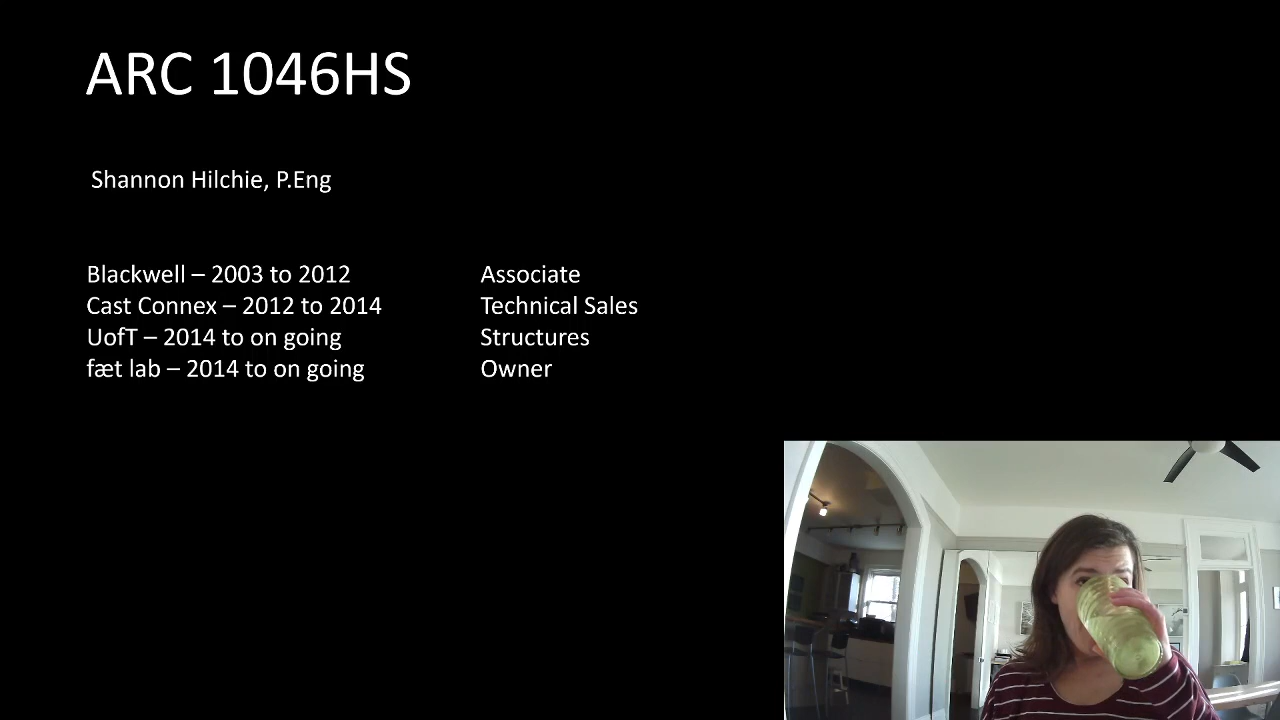 ARC 1046HS
Shannon Hilchie, P.Eng
Blackwell – 2003 to 2012 Associate
Cast Connex – 2012 to 2014 Technical Sales
UofT – 2014 to on going Structures
fæt lab – 2014 to on going Owner